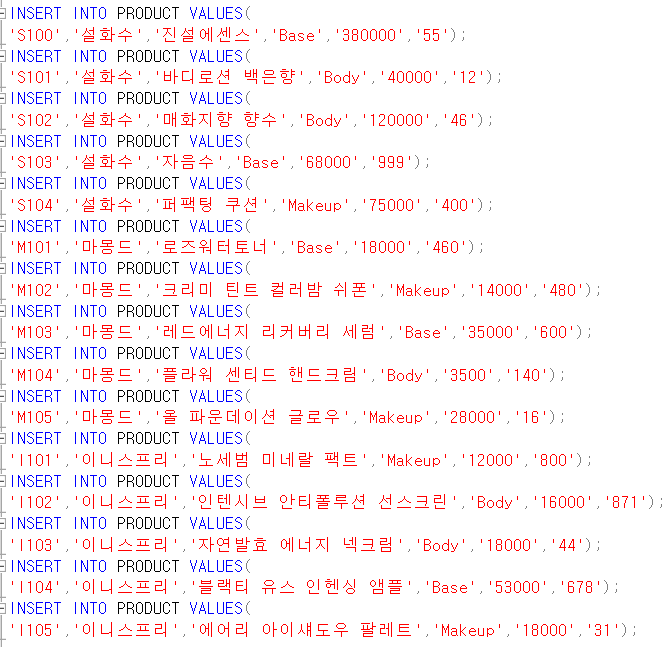 INSERT INTO PRODUCT VALUES(
'S100','설화수','진설에센스','Base','380000','55');
INSERT INTO PRODUCT VALUES(
'S101','설화수','바디로션 백은향','Body','40000','12');
INSERT INTO PRODUCT VALUES(
'S102','설화수','매화지향 향수','Body','120000','46');
INSERT INTO PRODUCT VALUES(
'S103','설화수','자음수','Base','68000','999');
INSERT INTO PRODUCT VALUES(
'S104','설화수','퍼팩팅 쿠션','Makeup','75000','400');
INSERT INTO PRODUCT VALUES(
'M101','마몽드','로즈워터토너','Base','18000','460');
INSERT INTO PRODUCT VALUES(
'M102','마몽드','크리미 틴트 컬러밤 쉬폰','Makeup','14000','480');
INSERT INTO PRODUCT VALUES(
'M103','마몽드','레드에너지 리커버리 세럼','Base','35000','600');
INSERT INTO PRODUCT VALUES(
'M104','마몽드','플라워 센티드 핸드크림','Body','3500','140');
INSERT INTO PRODUCT VALUES(
'M105','마몽드','올 파운데이션 글로우','Makeup','28000','16');
INSERT INTO PRODUCT VALUES(
'I101','이니스프리','노세범 미네랄 팩트','Makeup','12000','800');
INSERT INTO PRODUCT VALUES(
'I102','이니스프리','인텐시브 안티폴루션 선스크린','Body','16000','871');
INSERT INTO PRODUCT VALUES(
'I103','이니스프리','자연발효 에너지 넥크림','Body','18000','44');
INSERT INTO PRODUCT VALUES(
'I104','이니스프리','블랙티 유스 인헨싱 앰플','Base','53000','678');
INSERT INTO PRODUCT VALUES(
'I105','이니스프리','에어리 아이섀도우 팔레트','Makeup','18000','31');